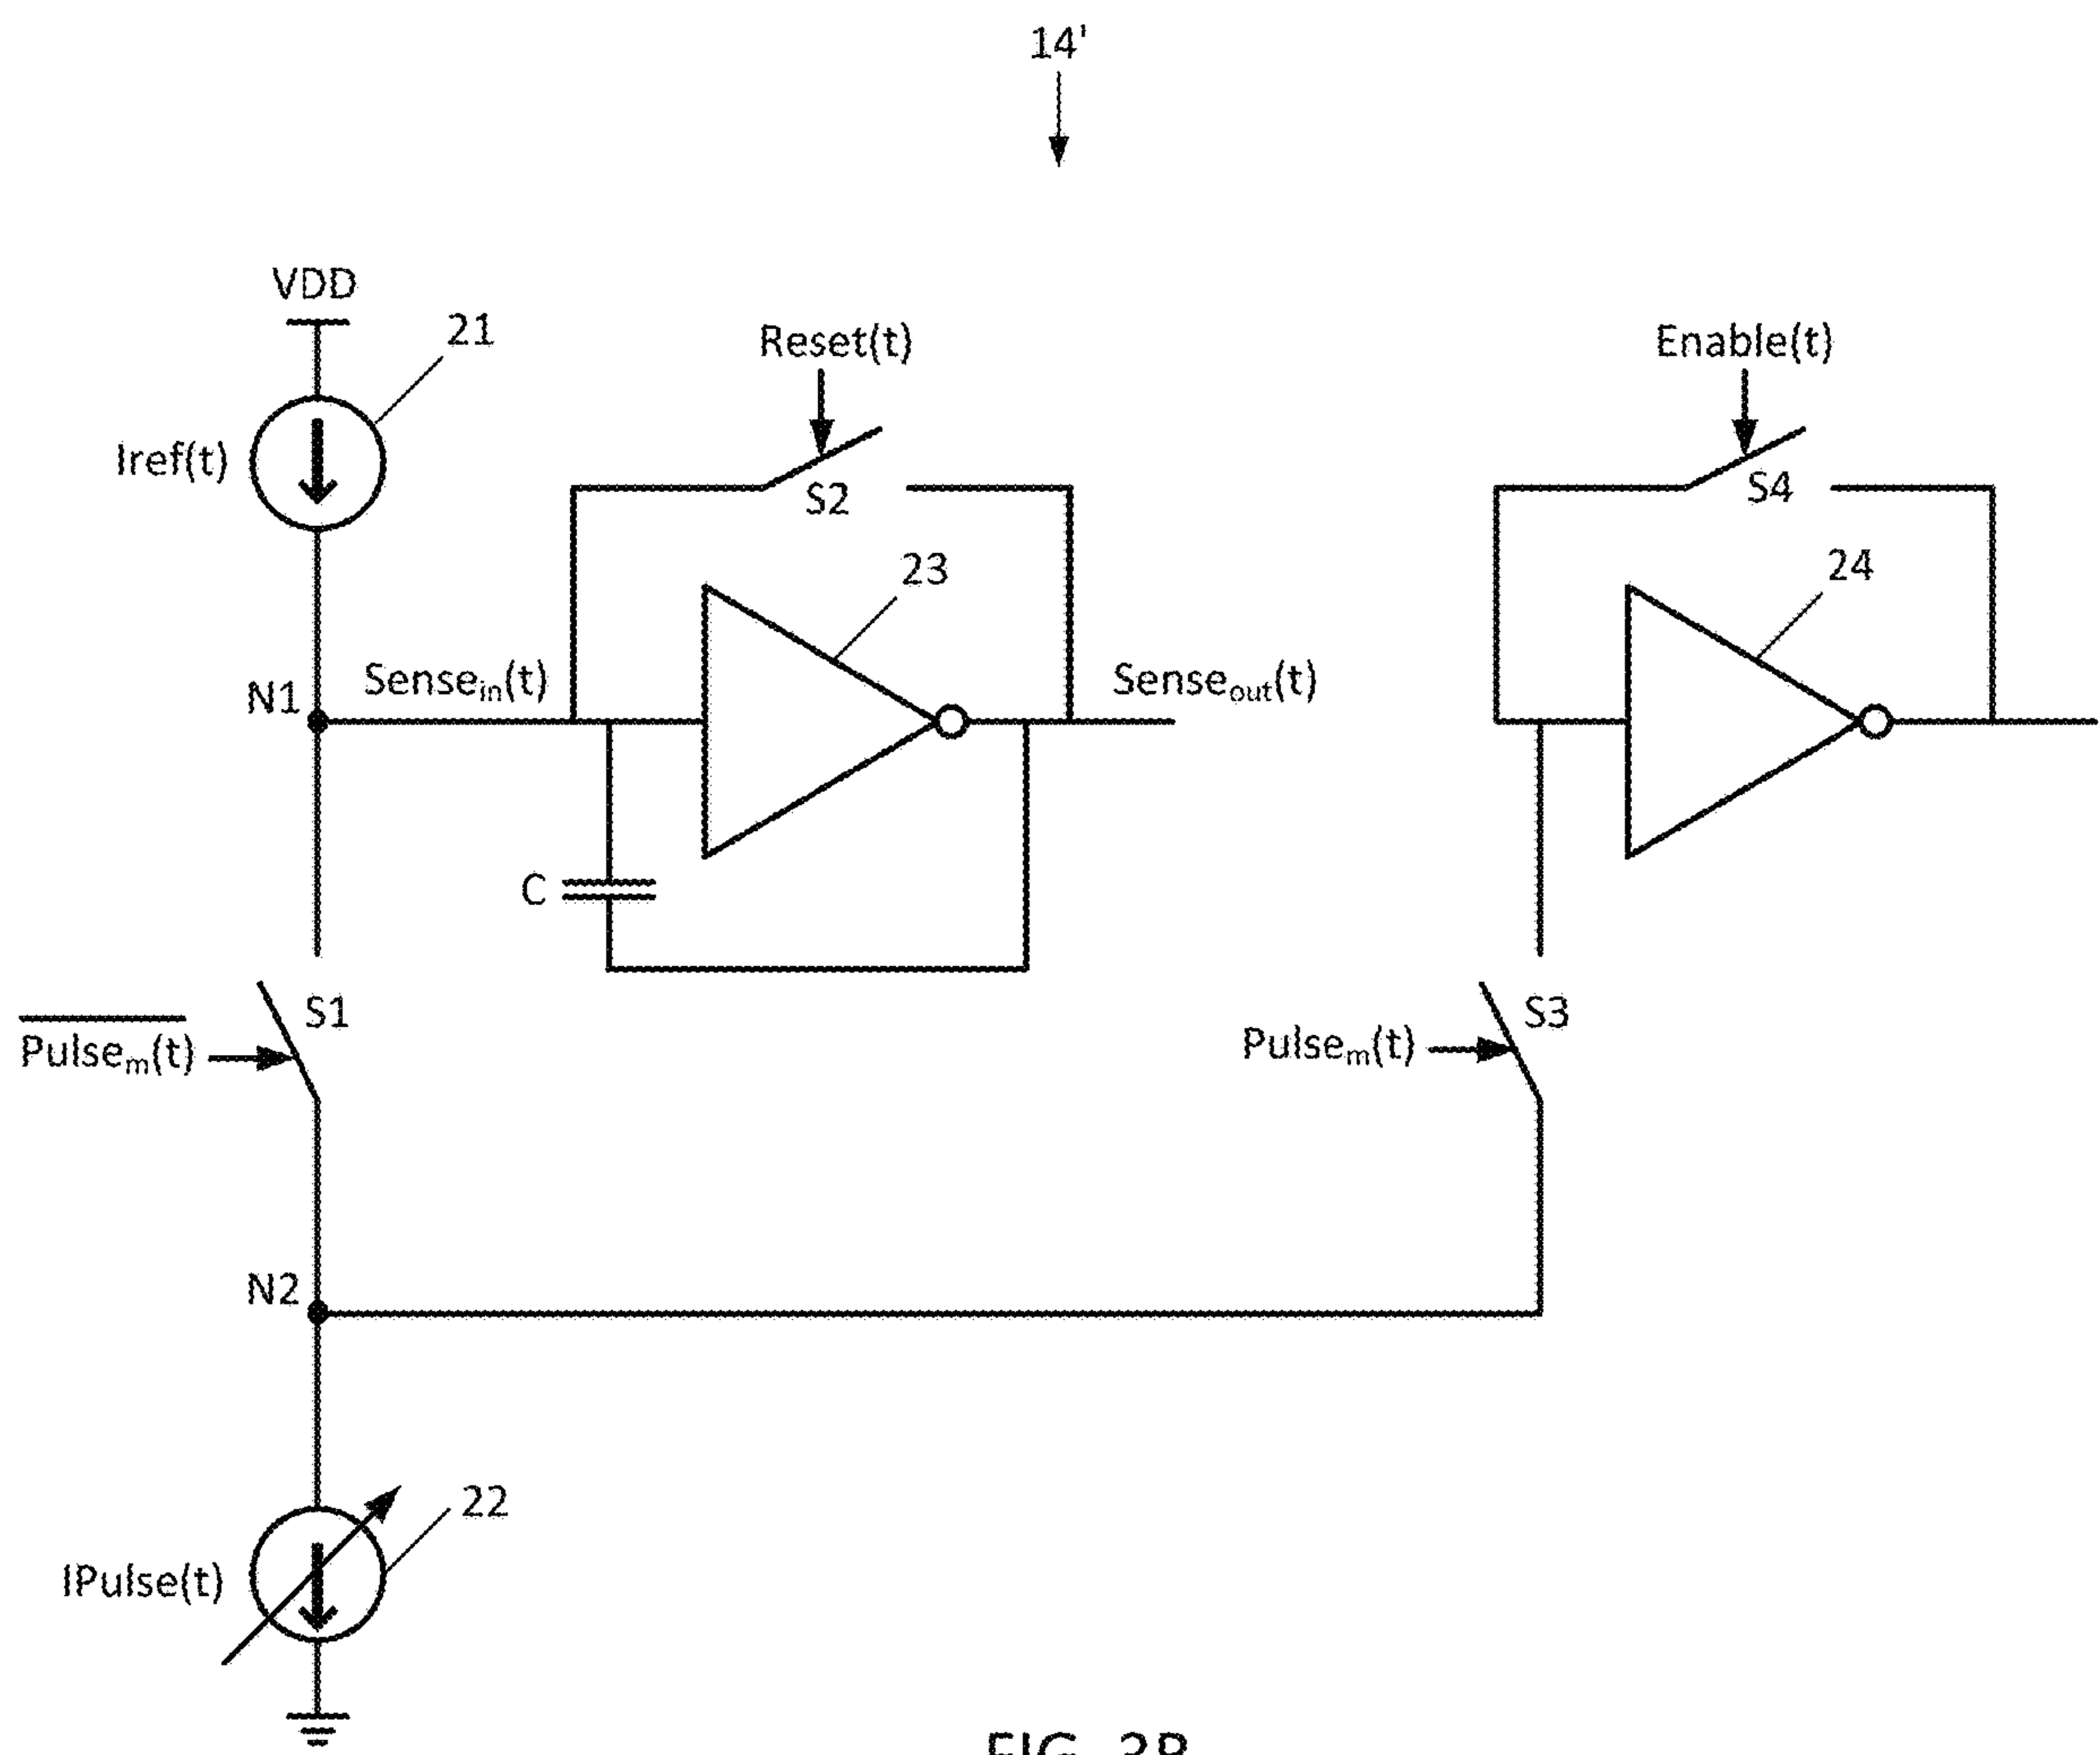 14'
VDD
21
Reset(t)
Enable(t)
Iref(t)
S2
S4
23
24
N1
Sensein(t)
Senseout(t)
C
S1
S3
Pulsem(t)
Pulsem(t)
N2
22
IPulse(t)